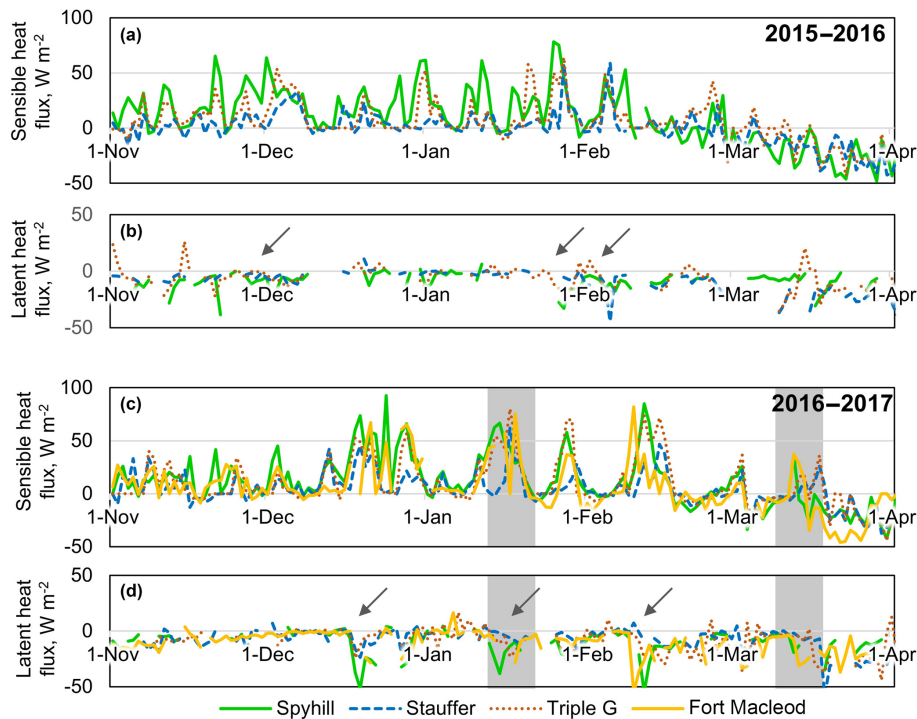 Sensible heat
flux, W m-2
100
50
0
-50
(a)
2015–2016
1-Nov
1-Dec
1-Jan
1-Feb
1-Mar
1-Apr
Latent heat
flux, W m-2
50
0
-50
(b)
1-Nov
1-Dec
1-Jan
1-Feb
1-Mar
1-Apr
Sensible heat
flux, W m-2
100
50
0
-50
(c)
2016–2017
1-Nov
1-Dec
1-Jan
1-Feb
1-Mar
1-Apr
Latent heat
flux, W m-2
50
0
-50
(d)
1-Nov
1-Dec
1-Jan
1-Feb
1-Mar
1-Apr
Spyhill
Stauffer
Triple G
Fort Macleod